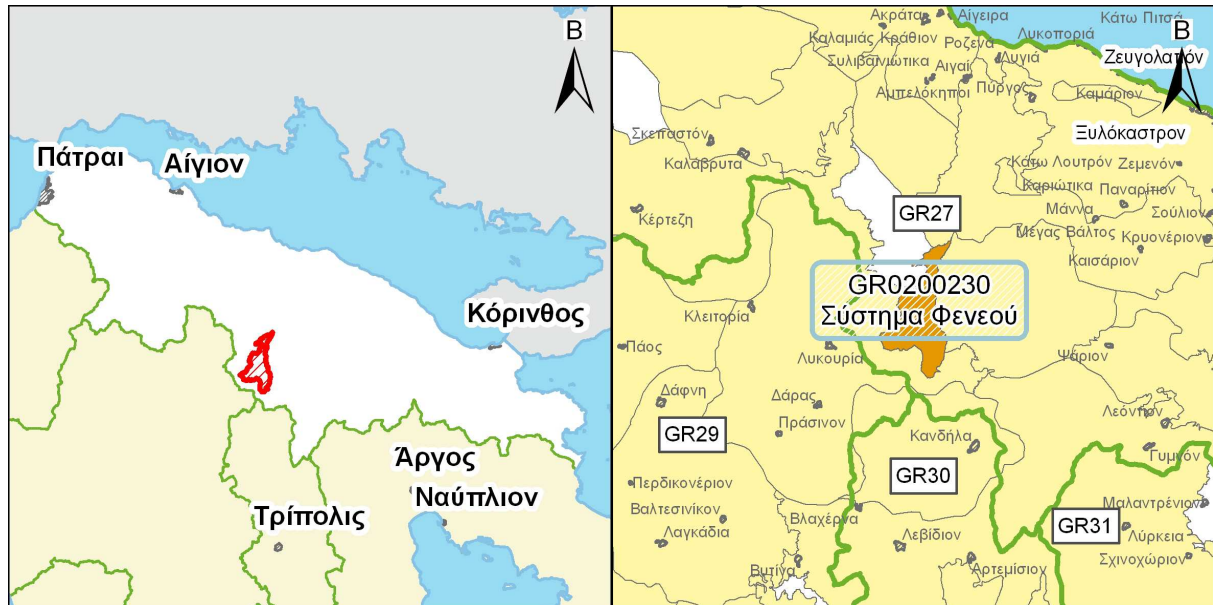 Β
Πάτραι
Αίγιον
Κόρινθος
Άργος
Ναύπλιον
Τρίπολις
Ακράτα
Αίγειρα
Κάτω Πιτσά
Β
Καλαμιάς
Κράθιον
Ροζενά
Λυκοποριά
Συλιβαινιώτικα
Αιγαί
Λυγιά
Ζευγολατιόν
Αμπελόκηποι
Πύργος
Καμάριον
Σκεπαστόν
Ξυλόκαστρον
Καλάβρυτα
Κάτω Λουτρόν
Ζεμενόν
Καριώτικα
Παναρίτιον
Κέρτεζη
GR27
Μάννα
Σούλιον
Μέγας Βάλτος
Κρυονέριον
Καισάριον
GR0200230
Σύστημα Φενεού
Κλειτορία
Πάος
Λυκουρία
Ψάριον
Δάφνη
Δάρας
Λεόντιον
Πράσινον
GR29
Κανδήλα
Γυμνόν
GR30
Περδικονέριον
Μαλαντρένιον
Βαλτεσινίκον
Βλαχέρνα
GR31
Λαγκάδια
Λεβίδιον
Λύρκεια
Βυτίνα
Αρτεμίσιον
Σχινοχώριον